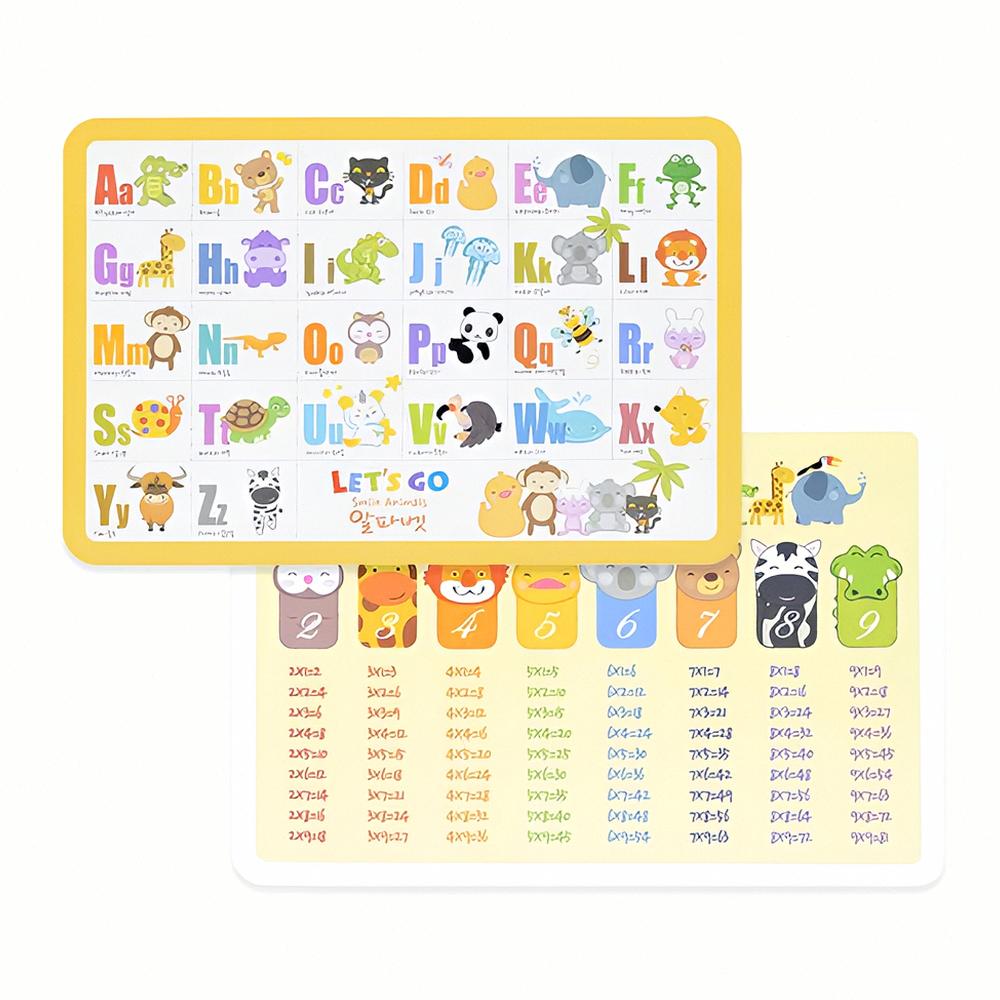 Aa Bb Cc Dd Ee Ff
Gg Hh Ii Jj Kk Ll
Mm Nn Oo Pp Qq Rr
Ss Tt Uu Vv Ww Xx
Yy Zz
LET'S GO
Smile Animals
알파벳
2 3 4 5 6 7 8 9
2X1=2 3X1=3 4X1=4 5X1=5 6X1=6 7X1=7 8X1=8 9X1=9
2X2=4 3X2=6 4X2=8 5X2=10 6X2=12 7X2=14 8X2=16 9X2=18
2X3=6 3X3=9 4X3=12 5X3=15 6X3=18 7X3=21 8X3=24 9X3=27
2X4=8 3X4=12 4X4=16 5X4=20 6X4=24 7X4=28 8X4=32 9X4=36
2X5=10 3X5=15 4X5=20 5X5=25 6X5=30 7X5=35 8X5=40 9X5=45
2X6=12 3X6=18 4X6=24 5X6=30 6X6=36 7X6=42 8X6=48 9X6=54
2X7=14 3X7=21 4X7=28 5X7=35 6X7=42 7X7=49 8X7=56 9X7=63
2X8=16 3X8=24 4X8=32 5X8=40 6X8=48 7X8=56 8X8=64 9X8=72
2X9=18 3X9=27 4X9=36 5X9=45 6X9=54 7X9=63 8X9=72 9X9=81